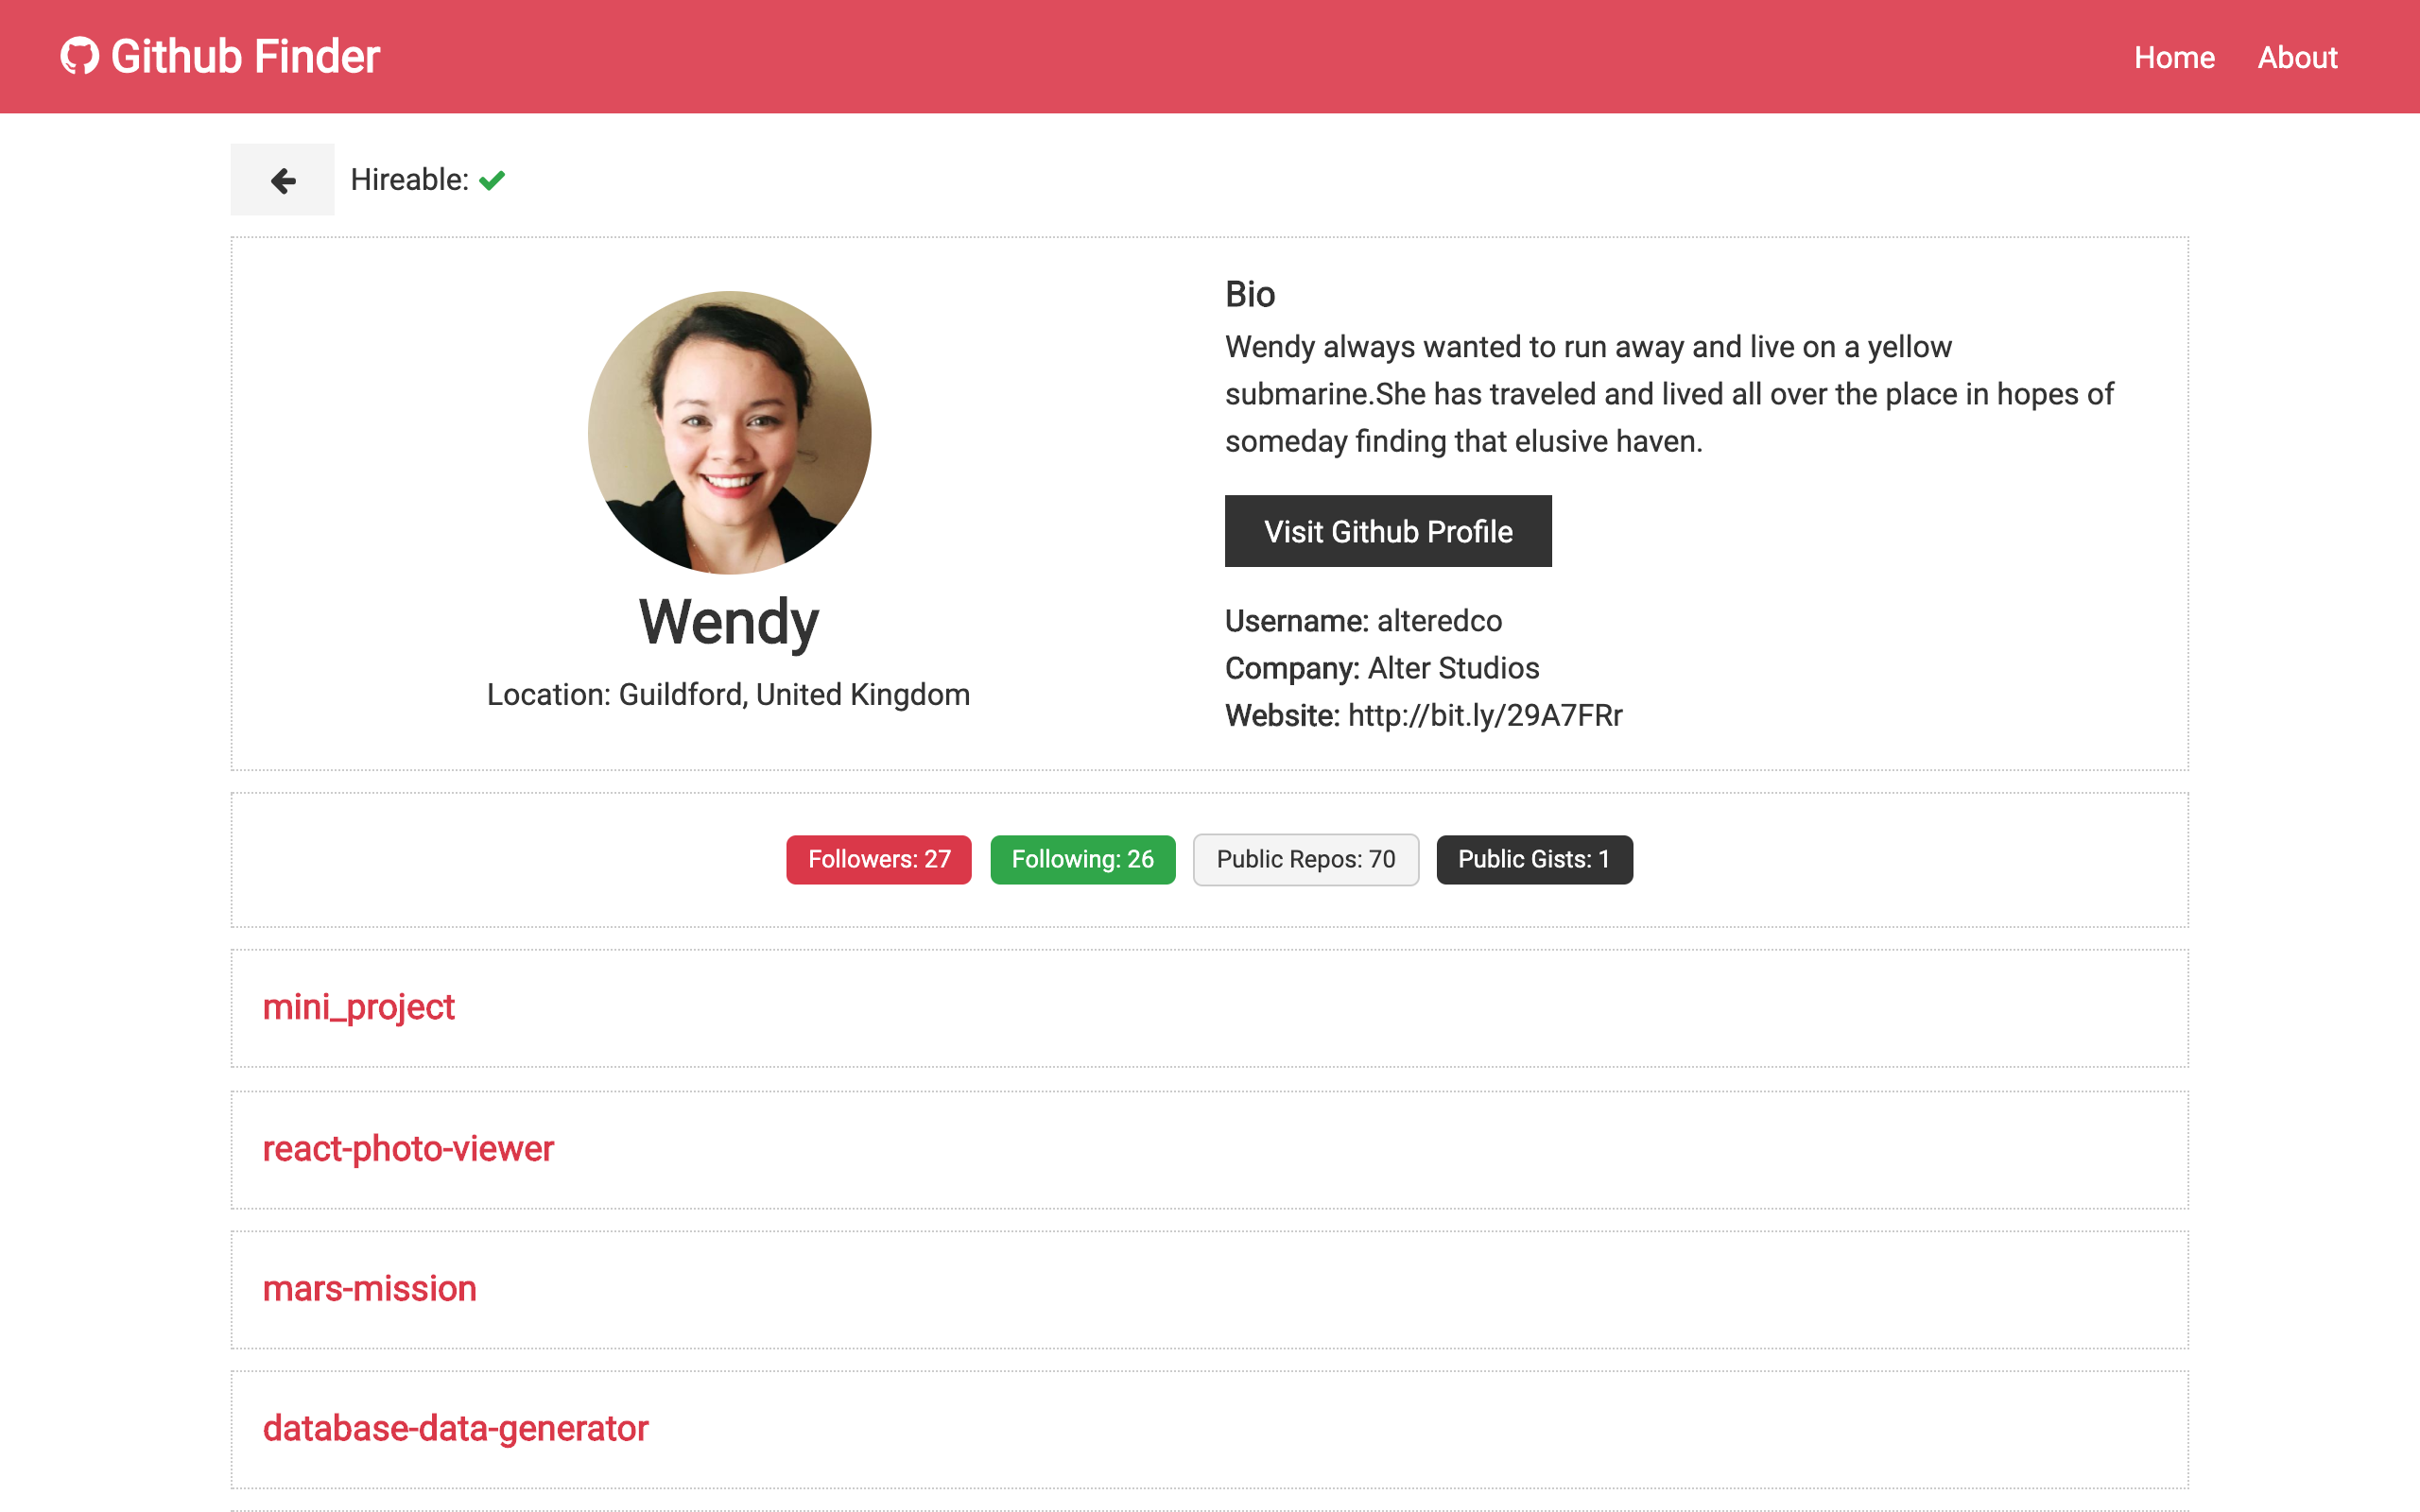 Github Finder
Home
About
Hireable:
Bio
Wendy always wanted to run away and live on a yellow
submarine.She has traveled and lived all over the place in hopes of
someday finding that elusive haven.
Visit Github Profile
Wendy
Location: Guildford, United Kingdom
Username: alteredco
Company: Alter Studios
Website: http://bit.ly/29A7FRr
Followers: 27
Following: 26
Public Repos: 70
Public Gists: 1
mini_project
react-photo-viewer
mars-mission
database-data-generator